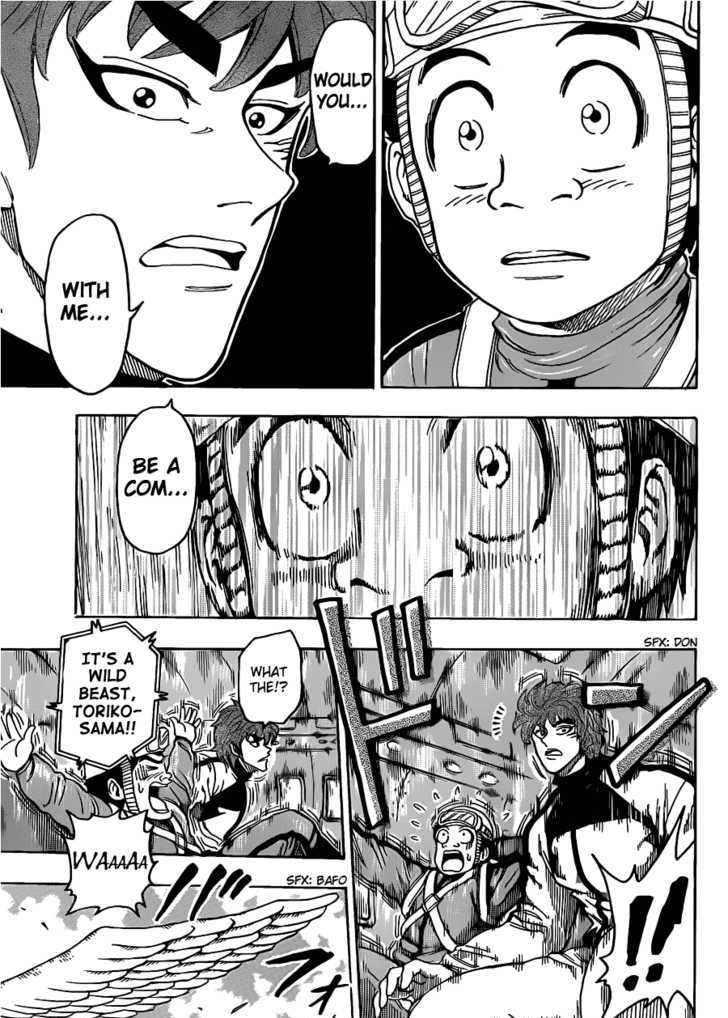 WOULD
YOU...
WITH
ME...
BE A
COM...
SFX: DON
!!
WHAT
THE!?
IT'S A
WILD
BEAST,
TORIKO-
SAMA!!
WAAAAA
SFX: BAFO